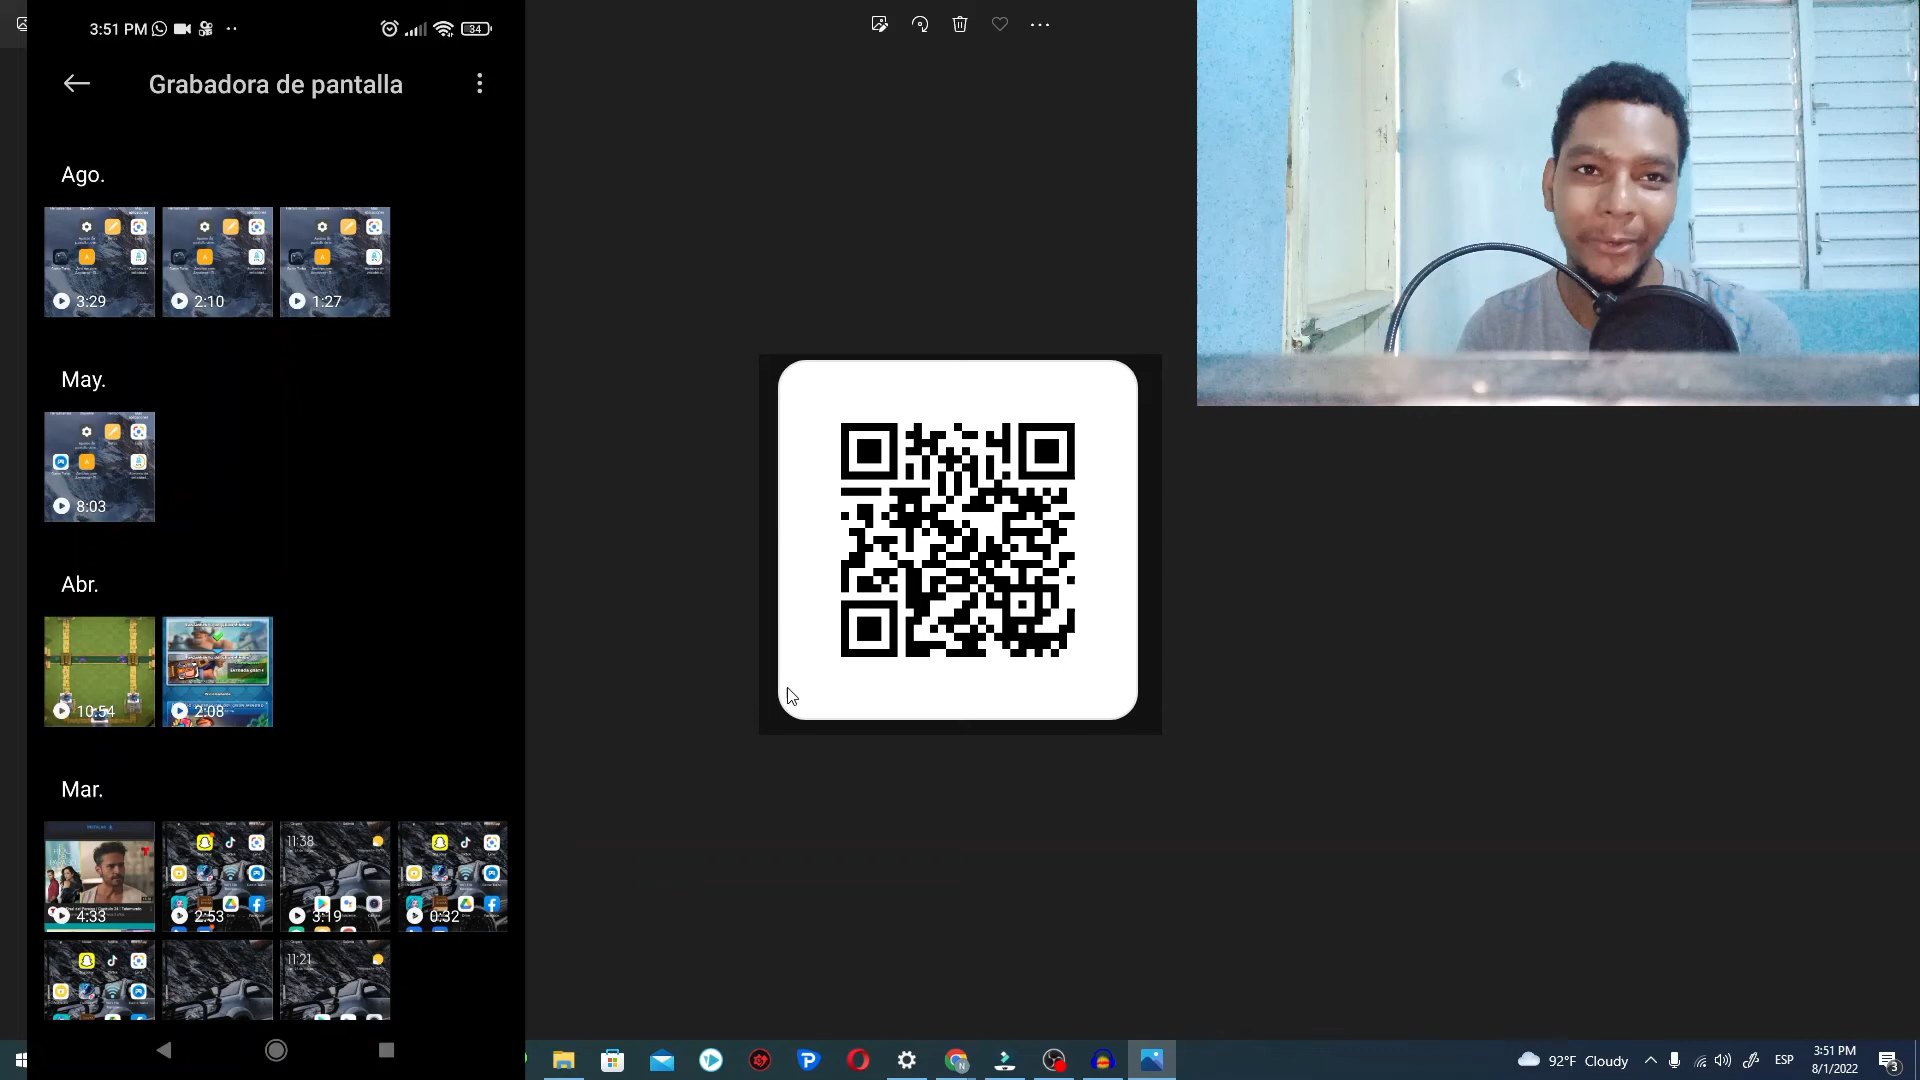 3:51 PM
34
Grabadora de pantalla
Ago.
3:29
2:10
1:27
May.
8:03
Abr.
10:54
2:08
Mar.
11:38
4:33
2:53
3:19
0:32
11:21
92°F Cloudy
ESP
3:51 PM
8/1/2022
3